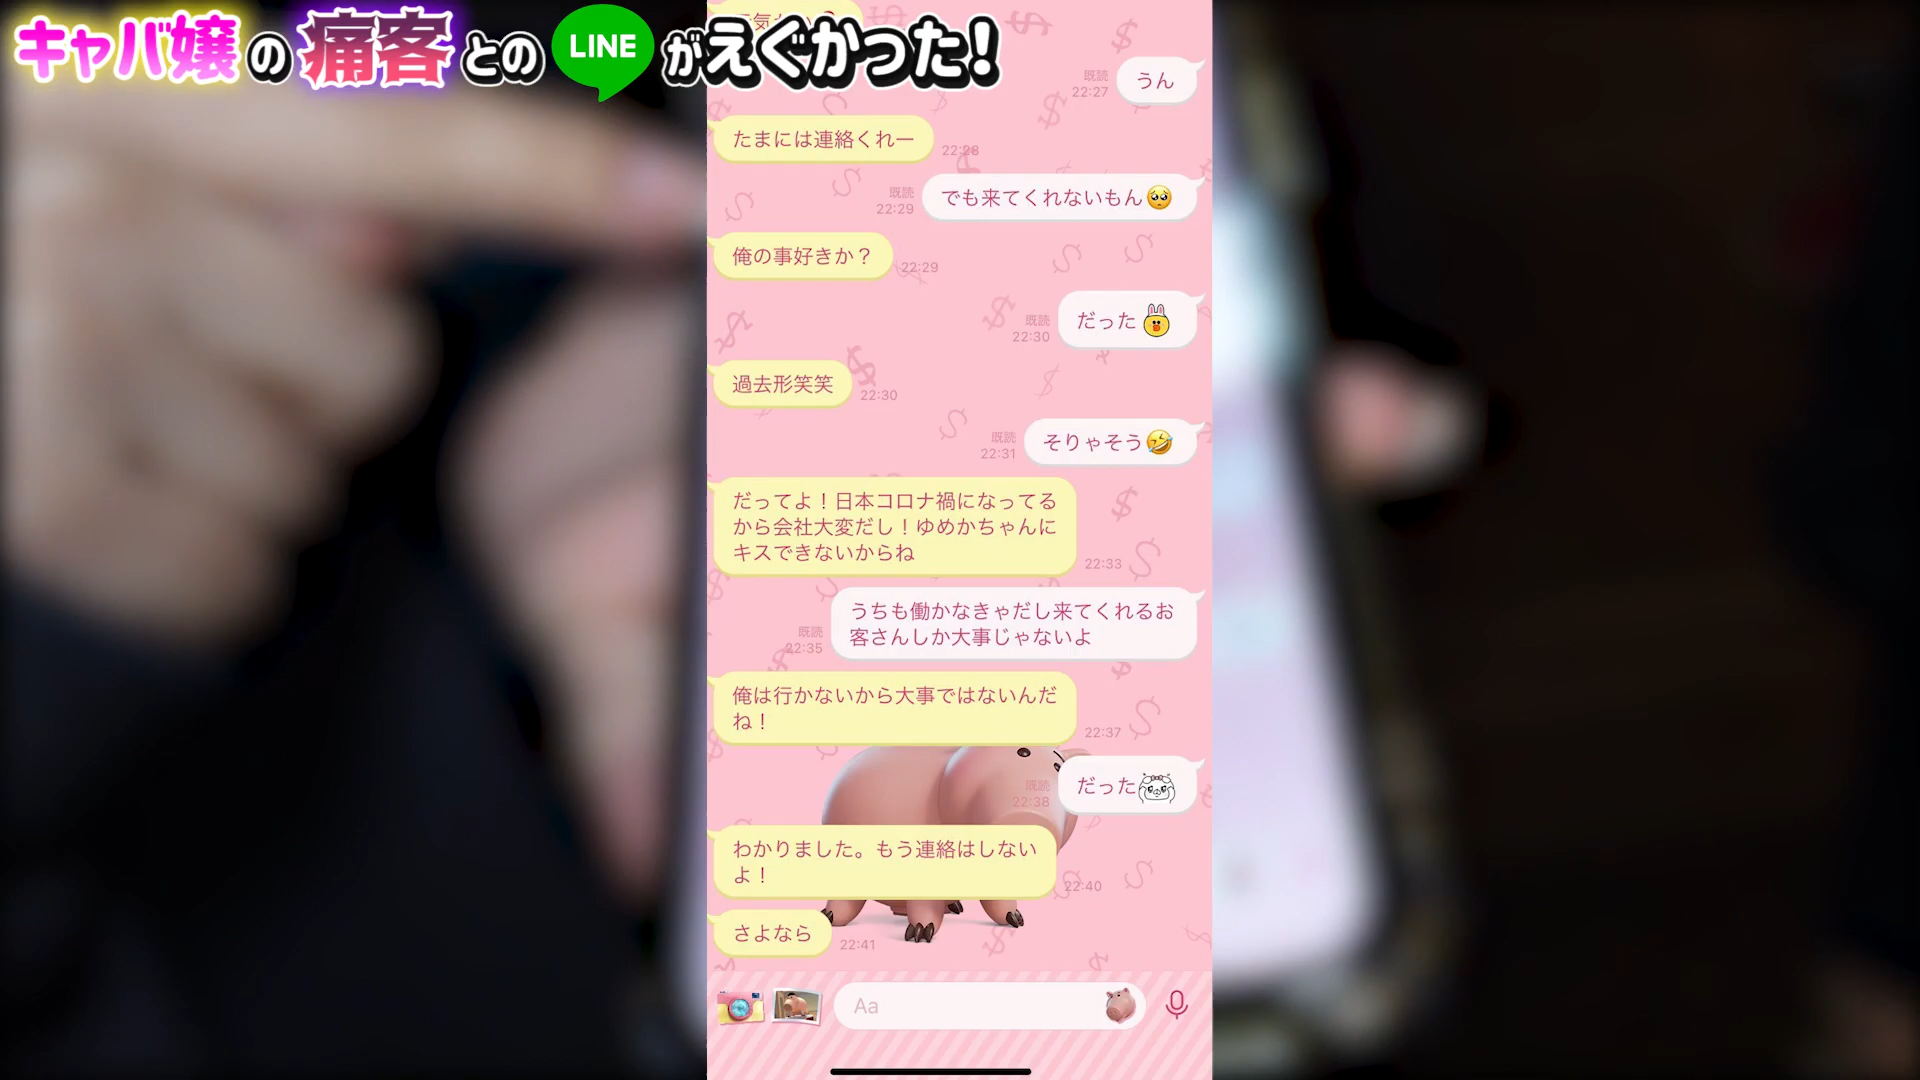 キャバ嬢の痛客とのLINEがえぐかった!
既読
22:27
うん
たまには連絡くれー
22:28
既読
22:29
でも来てくれないもん🥺
俺の事好きか？
22:29
既読
22:30
だった
過去形笑笑
22:30
既読
22:31
そりゃそう🤣
だってよ！日本コロナ禍になってる
から会社大変だし！ゆめかちゃんに
キスできないからね
22:33
既読
22:35
うちも働かなきゃだし来てくれるお
客さんしか大事じゃないよ
俺は行かないから大事ではないんだ
ね！
22:37
既読
22:38
だった
わかりました。もう連絡はしない
よ！
22:40
さよなら
22:41
Aa